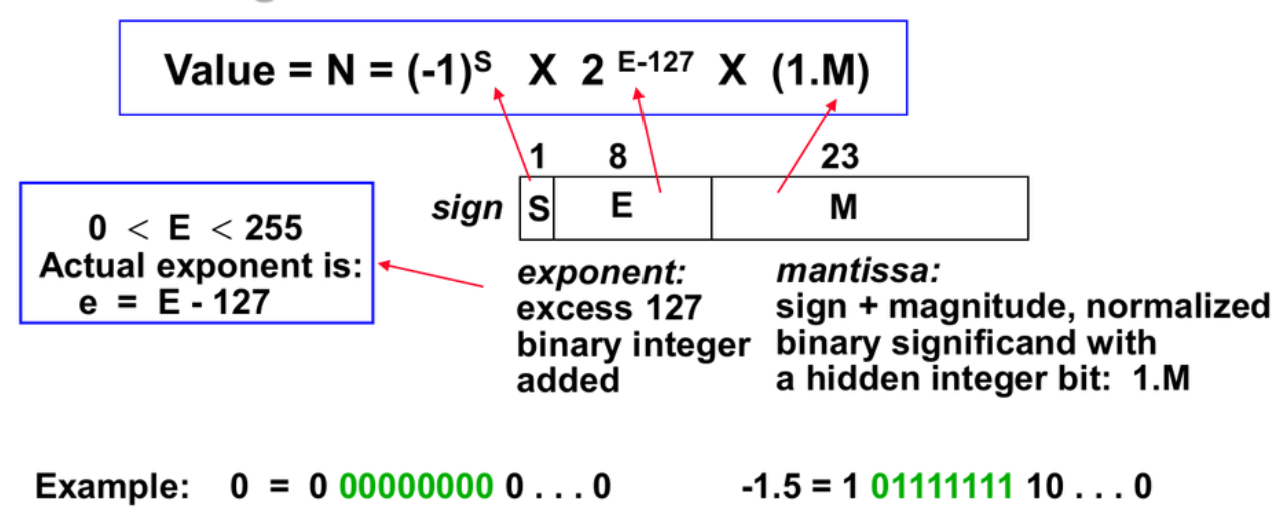 Value = N = (-1)S X 2 E-127 X (1.M)
1 8 23
sign S E M
0 < E < 255
Actual exponent is:
e = E - 127
exponent:
excess 127
binary integer
added
mantissa:
sign + magnitude, normalized
binary significand with
a hidden integer bit: 1.M
Example: 0 = 0 00000000 0 . . . 0 -1.5 = 1 01111111 10 . . . 0